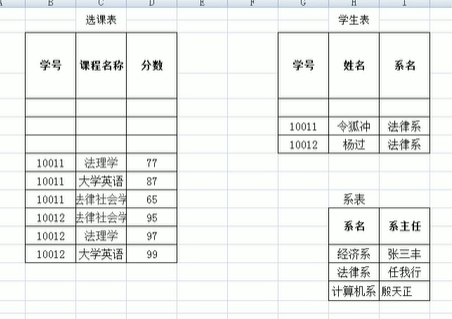 A B C D E F G H I
选课表 学生表
学号 课程名称 分数 学号 姓名 系名
10011 令狐冲 法律系
10012 杨过 法律系
10011 法理学 77
10011 大学英语 87
10011 法律社会学 65
10012 法律社会学 95
10012 法理学 97
10012 大学英语 99
系表
系名 系主任
经济系 张三丰
法律系 任我行
计算机系 殷天正